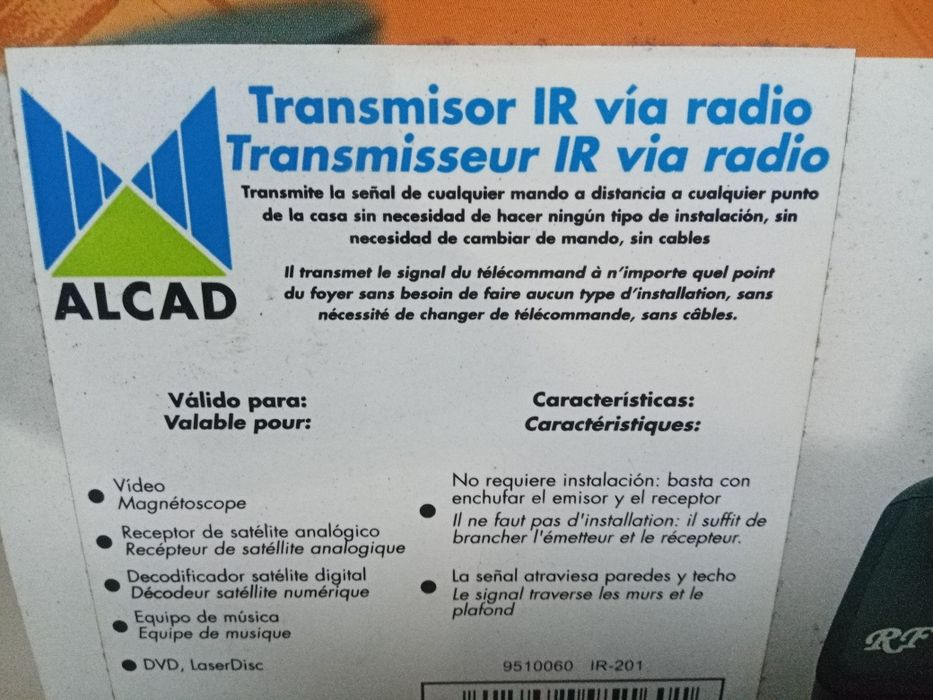 Transmisor IR vía radio
Transmisseur IR via radio
Transmite la señal de cualquier mando a distancia a cualquier punto
de la casa sin necesidad de hacer ningún tipo de instalación, sin
necesidad de cambiar de mando, sin cables
Il transmet le signal du télécommand à n'importe quel point
du foyer sans besoin de faire aucun type d'installation, sans
nécessité de changer de télécommande, sans câbles.
ALCAD
Válido para:
Valable pour:
Vídeo
Magnétoscope
Receptor de satélite analógico
Recépteur de satéllite analogique
Decodificador satélite digital
Décodeur satéllite numérique
Equipo de música
Equipe de musique
DVD, LaserDisc
Características:
Caractéristiques:
No requiere instalación: basta con
enchufar el emisor y el receptor
Il ne faut pas d'installation: il suffit de
brancher l'émetteur et le récepteur.
La señal atraviesa paredes y techo
Le signal traverse les murs et le
plafond
9510060 IR-201
RF